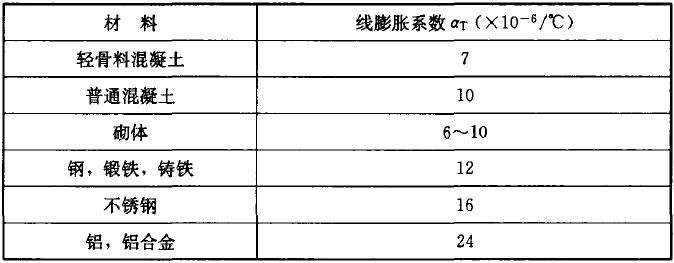 材 料 线膨胀系数 αT（×10-6/℃）
轻骨料混凝土 7
普通混凝土 10
砌体 6～10
钢，锻铁，铸铁 12
不锈钢 16
铝，铝合金 24